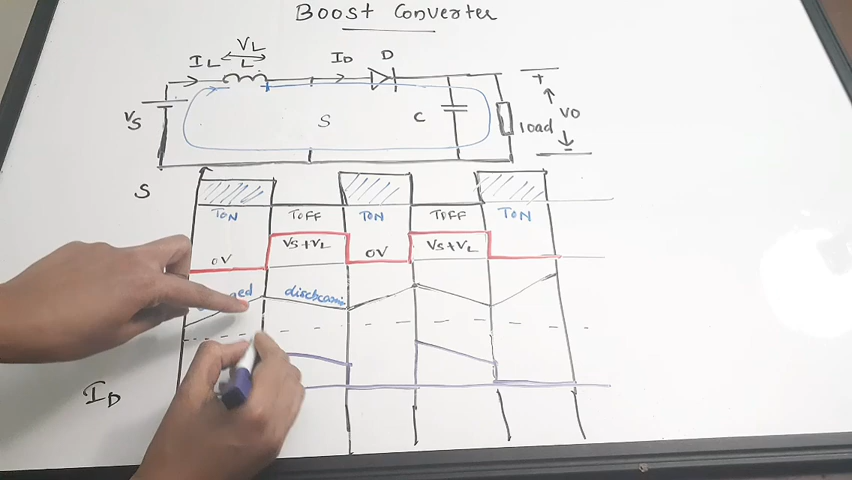 Boost Converter
VL
IL L ID D
+
VS S C load VO
S
TON TOFF TON TOFF TON
0V VS+VL 0V VS+VL
ID